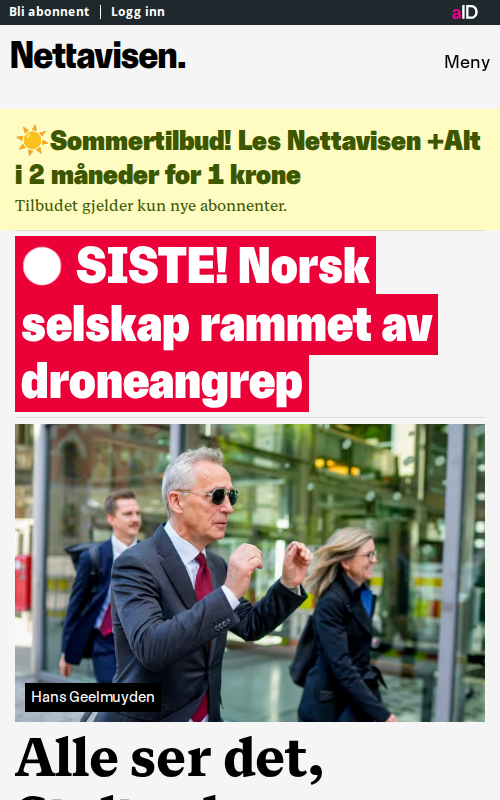 Bli abonnent
Logg inn
aID
Nettavisen.
Meny
☀️Sommertilbud! Les Nettavisen +Alt
i 2 måneder for 1 krone
Tilbudet gjelder kun nye abonnenter.
SISTE! Norsk
selskap rammet av
droneangrep
Hans Geelmuyden
Alle ser det,